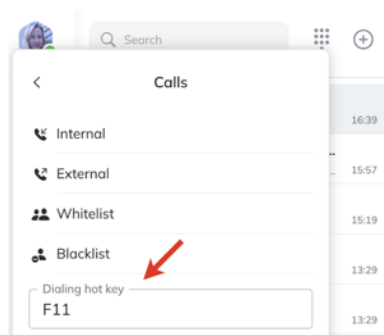 Search
Calls
16:39
Internal
..
External
.. 15:57
Whitelist
15:19
Blacklist
13:29
Dialing hot key
F11
13:29